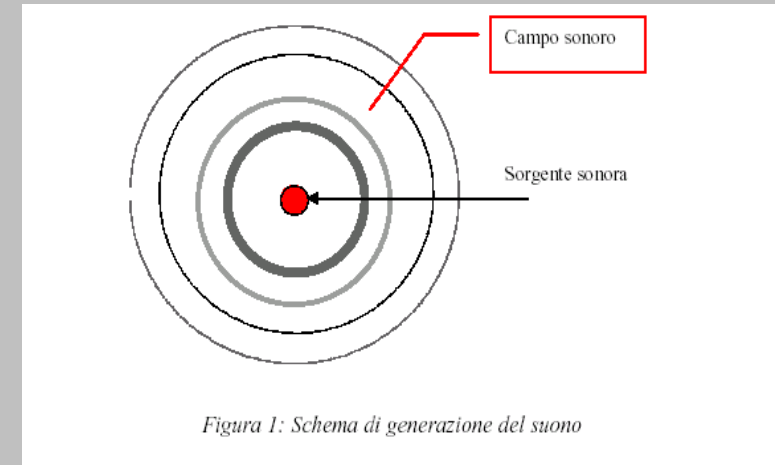 Campo sonoro
Sorgente sonora
Figura 1: Schema di generazione del suono